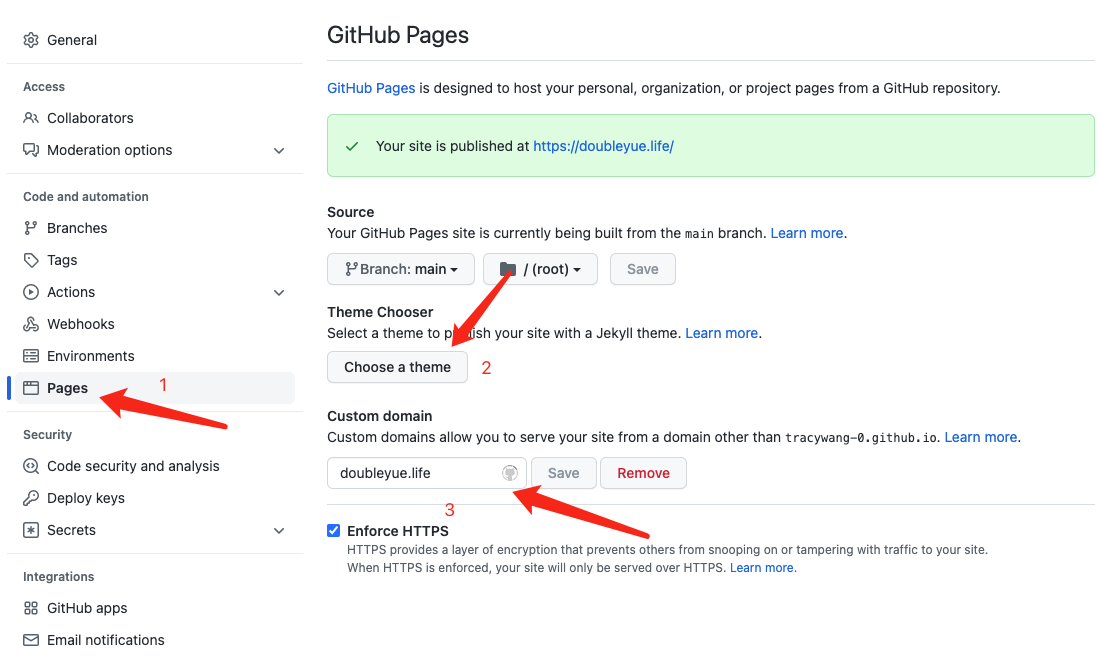 General
Access
Collaborators
Moderation options
Code and automation
Branches
Tags
Actions
Webhooks
Environments
Pages
1
Security
Code security and analysis
Deploy keys
Secrets
Integrations
GitHub apps
Email notifications
GitHub Pages
GitHub Pages is designed to host your personal, organization, or project pages from a GitHub repository.
Your site is published at https://doubleyue.life/
Source
Your GitHub Pages site is currently being built from the main branch. Learn more.
Branch: main / (root) Save
Theme Chooser
Select a theme to publish your site with a Jekyll theme. Learn more.
Choose a theme 2
Custom domain
Custom domains allow you to serve your site from a domain other than tracywang-0.github.io. Learn more.
doubleyue.life Save Remove
3
Enforce HTTPS
HTTPS provides a layer of encryption that prevents others from snooping on or tampering with traffic to your site.
When HTTPS is enforced, your site will only be served over HTTPS. Learn more.